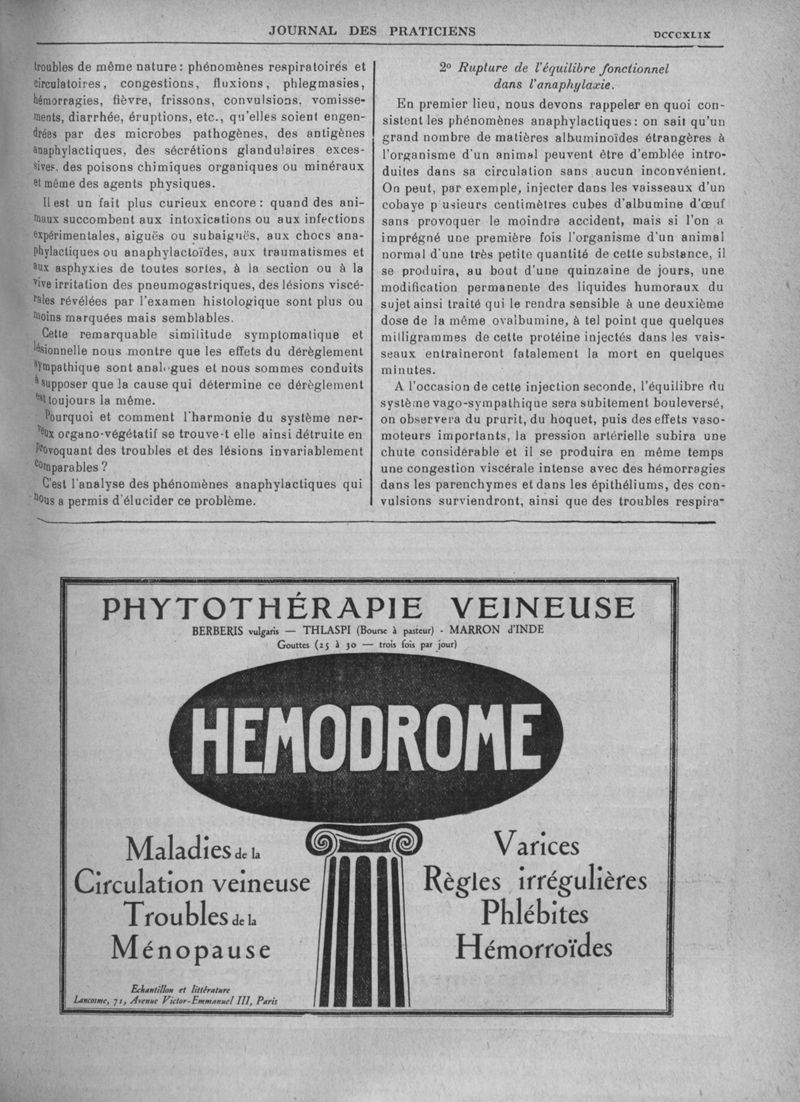 JOURNAL DES PRATICIENS
DCCCXLIX
troubles de même nature : phénomènes respiratoires et
circulatoires, congestions, fluxions, phlegmasies,
hémorragies, fièvre, frissons, convulsions, vomisse-
ments, diarrhée, éruptions, etc., qu'elles soient engen-
drées par des microbes pathogènes, des antigènes
anaphylactiques, des sécrétions glandulaires exces-
sives, des poisons chimiques organiques ou minéraux
et même des agents physiques.
Il est un fait plus curieux encore : quand des ani-
maux succombent aux intoxications ou aux infections
expérimentales, aiguës ou subaiguës, aux chocs ana-
phylactiques ou anaphylactoïdes, aux traumatismes et
aux asphyxies de toutes sortes, à la section ou à la
vive irritation des pneumogastriques, des lésions viscé-
rales révélées par l'examen histologique sont plus ou
moins marquées mais semblables.
Cette remarquable similitude symptomatique et
lésionnelle nous montre que les effets du dérèglement
sympathique sont analogues et nous sommes conduits
à supposer que la cause qui détermine ce dérèglement
est toujours la même.
Pourquoi et comment l'harmonie du système ner-
veux organo-végétatif se trouve-t elle ainsi détruite en
provoquant des troubles et des lésions invariablement
comparables ?
C'est l'analyse des phénomènes anaphylactiques qui
nous a permis d'élucider ce problème.
2º Rupture de l'équilibre fonctionnel
dans l'anaphylaxie.
En premier lieu, nous devons rappeler en quoi con-
sistent les phénomènes anaphylactiques : on sait qu'un
grand nombre de matières albuminoïdes étrangères à
l'organisme d'un animal peuvent être d'emblée intro-
duites dans sa circulation sans aucun inconvénient.
On peut, par exemple, injecter dans les vaisseaux d'un
cobaye p usieurs centimètres cubes d'albumine d'œuf
sans provoquer le moindre accident, mais si l'on a
imprégné une première fois l'organisme d'un animal
normal d'une très petite quantité de cette substance, il
se produira, au bout d'une quinzaine de jours, une
modification permanente des liquides humoraux du
sujet ainsi traité qui le rendra sensible à une deuxième
dose de la même ovalbumine, à tel point que quelques
milligrammes de cette protéine injectés dans les vais-
seaux entraineront fatalement la mort en quelques
minutes.
A l'occasion de cette injection seconde, l'équilibre du
système vago-sympathique sera subitement bouleversé,
on observera du prurit, du hoquet, puis des effets vaso-
moteurs importants, la pression artérielle subira une
chute considérable et il se produira en même temps
une congestion viscérale intense avec des hémorragies
dans les parenchymes et dans les épithéliums, des con-
vulsions surviendront, ainsi que des troubles respira-
PHYTOTHÉRAPIE VEINEUSE
BERBERIS vulgaris — THLASPI (Bourse à pasteur) - MARRON d'INDE
Gouttes (25 à 30 — trois fois par jour)
HEMODROME
Maladies de la
Circulation veineuse
Troubles de la
Ménopause
Varices
Règles irrégulières
Phlébites
Hémorroïdes
Echantillon et littérature
Lancosme, 71, Avenue Victor-Emmanuel III, Paris